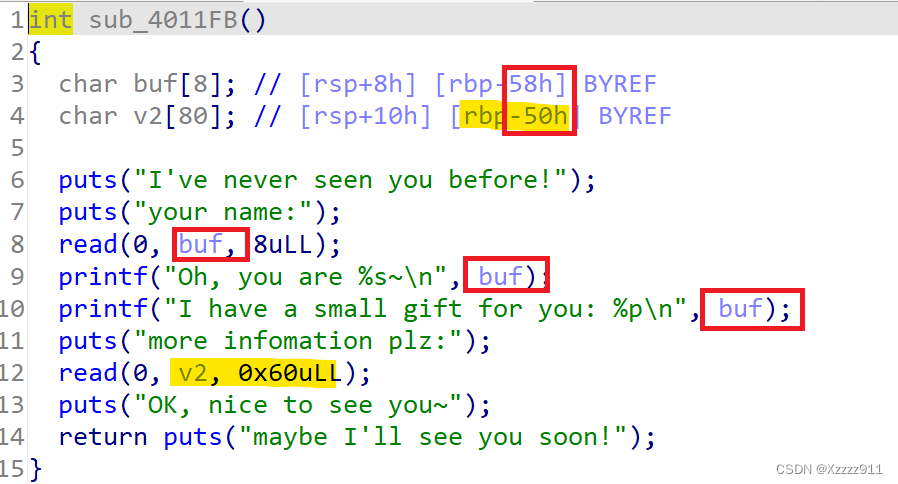 1 int sub_4011FB()
2 {
3 char buf[8]; // [rsp+8h] [rbp-58h] BYREF
4 char v2[80]; // [rsp+10h] [rbp-50h] BYREF
5
6 puts("I've never seen you before!");
7 puts("your name:");
8 read(0, buf, 8uLL);
9 printf("Oh, you are %s~\n", buf);
10 printf("I have a small gift for you: %p\n", buf);
11 puts("more infomation plz:");
12 read(0, v2, 0x60uLL);
13 puts("OK, nice to see you~");
14 return puts("maybe I'll see you soon!");
15 }
CSDN @Xzzzz911